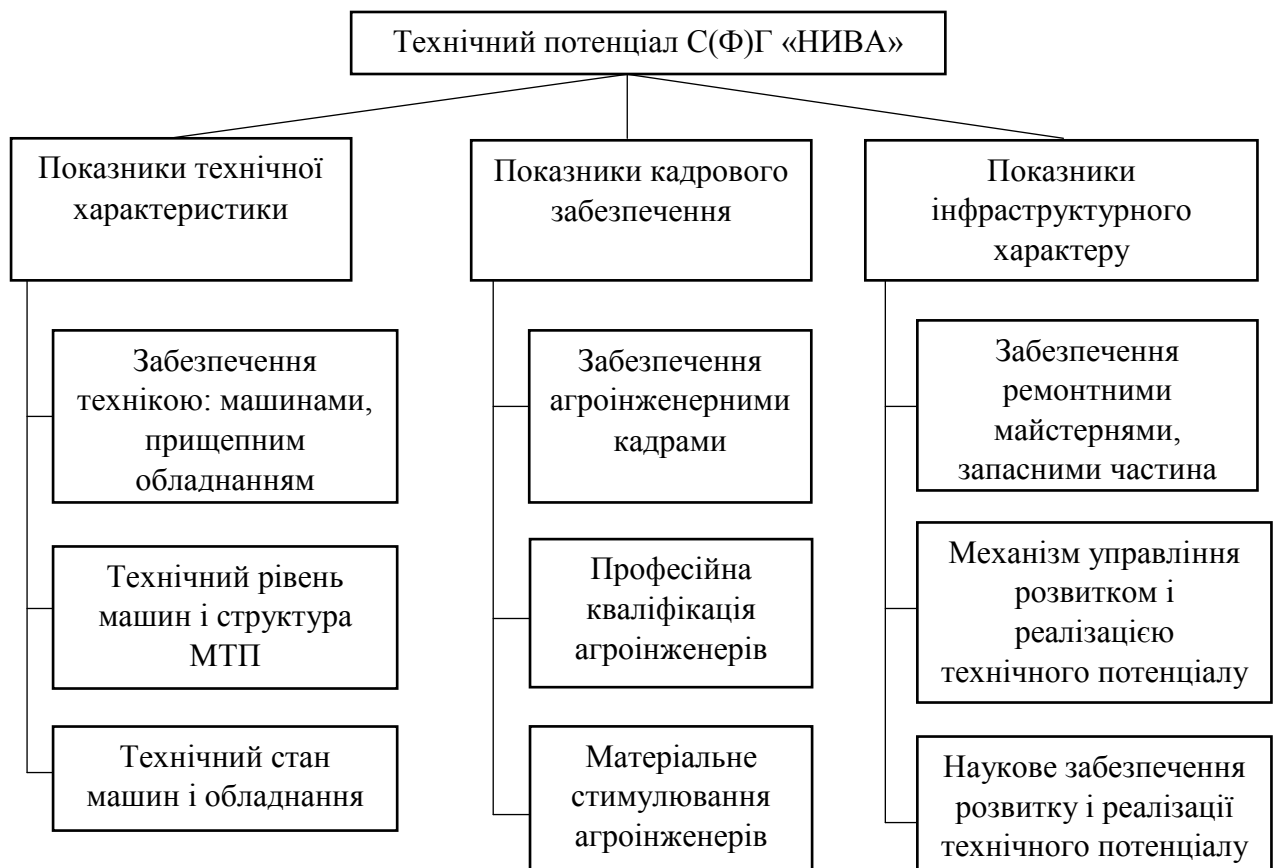 Технічний потенціал С(Ф)Г «НИВА»
Показники технічної
характеристики
Показники кадрового
забезпечення
Показники
інфраструктурного
характеру
Забезпечення
технікою: машинами,
прищепним
обладнанням
Забезпечення
агроінженерними
кадрами
Забезпечення
ремонтними
майстернями,
запасними частина
Технічний рівень
машин і структура
МТП
Професійна
кваліфікація
агроінженерів
Механізм управління
розвитком і
реалізацією
технічного потенціалу
Технічний стан
машин і обладнання
Матеріальне
стимулювання
агроінженерів
Наукове забезпечення
розвитку і реалізації
технічного потенціалу